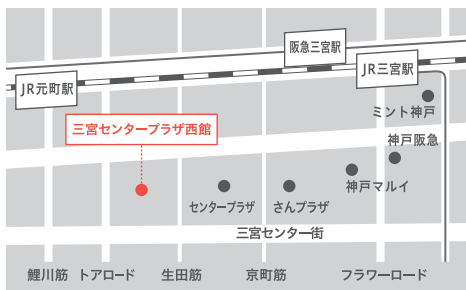 阪急三宮駅
JR三宮駅
JR元町駅
ミント神戸
三宮センタープラザ西館
神戸阪急
神戸マルイ
センタープラザ
さんプラザ
三宮センター街
鯉川筋
トアロード
生田筋
京町筋
フラワーロード